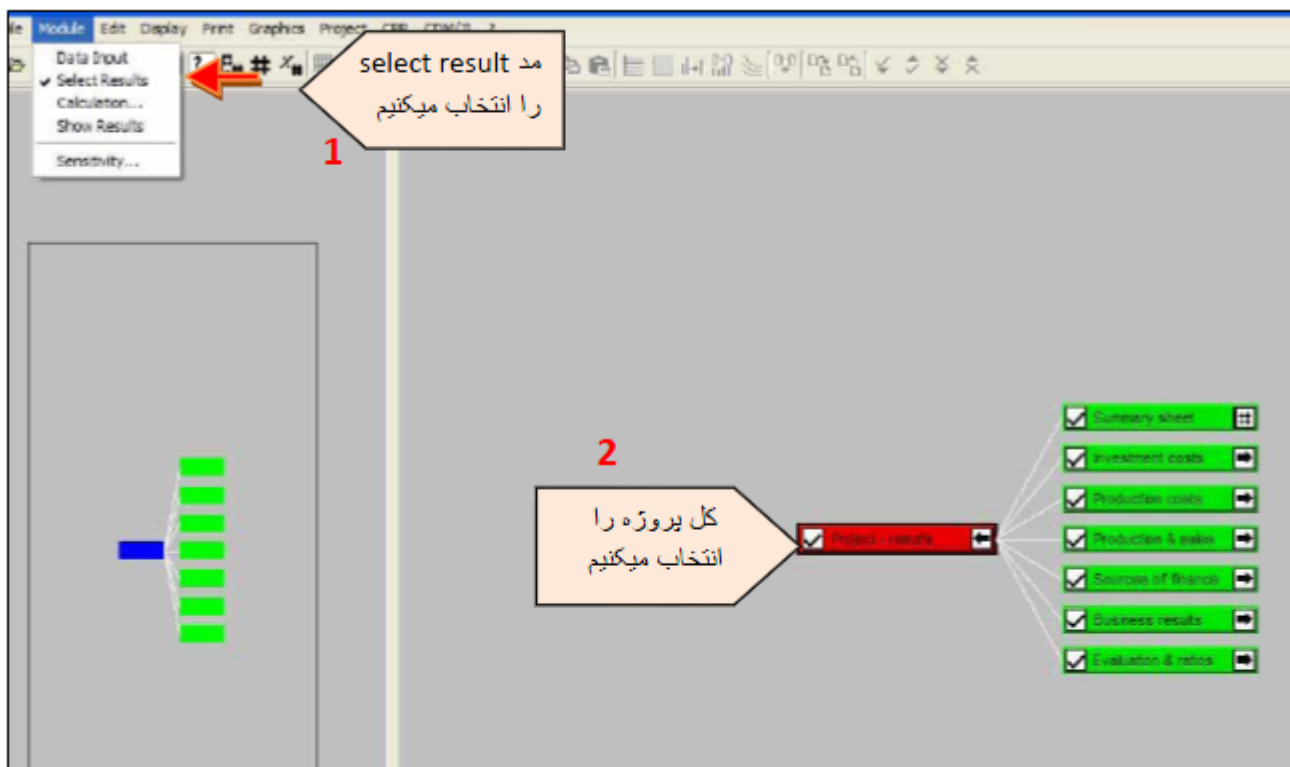 Module Edit Display Print Graphics Project
Data Input
Select Results
Calculation...
Show Results
Sensitivity...
مد select result
را انتخاب میکنیم
1
2
کل پروژه را
انتخاب میکنیم
Project - results
Summary sheet
Investment costs
Production costs
Production & sales
Sources of finance
Business results
Evaluation & ratios